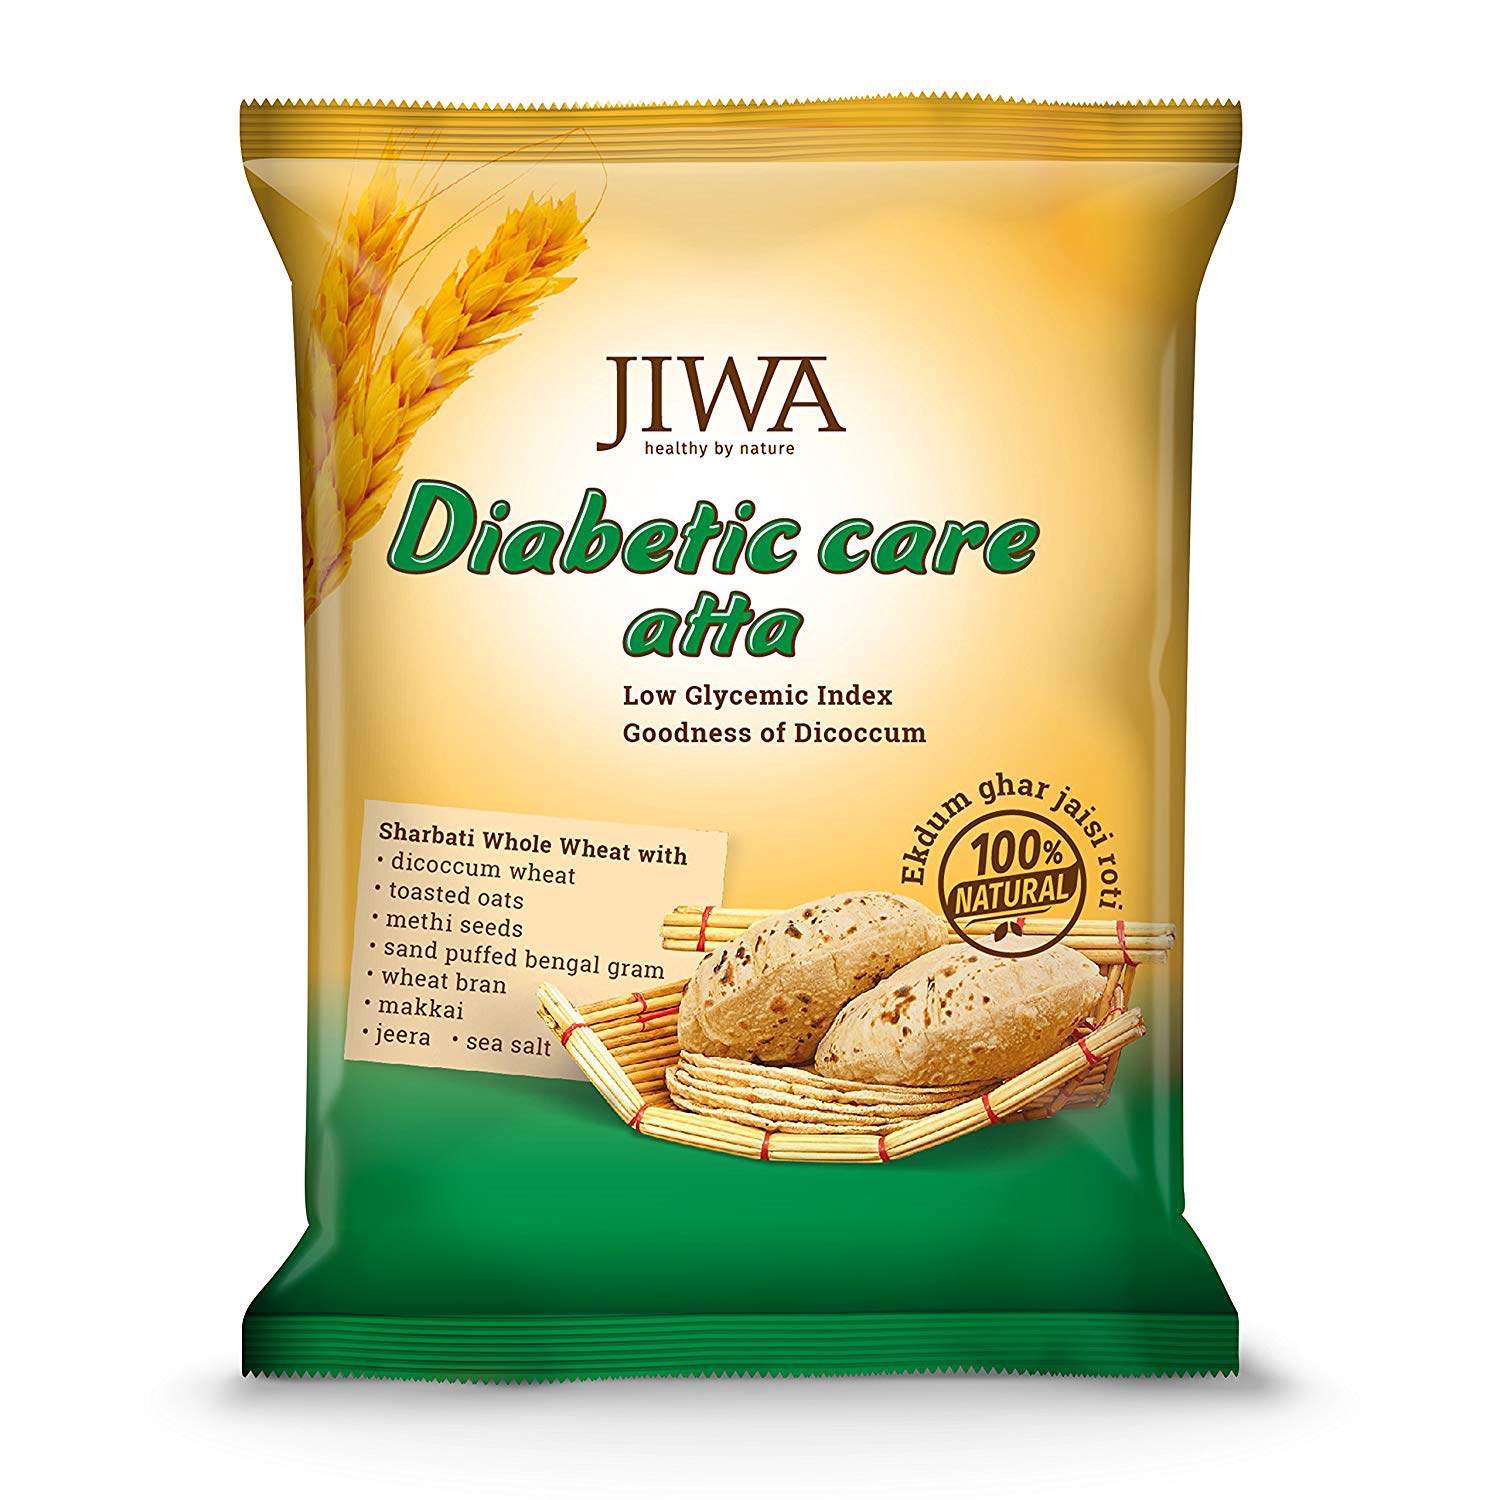 JIWA
healthy by nature
Diabetic care
atta
Low Glycemic Index
Goodness of Dicoccum
Ekdum ghar jaisi roti
100%
NATURAL
Sharbati Whole Wheat with
• dicoccum wheat
• toasted oats
• methi seeds
• sand puffed bengal gram
• wheat bran
• makkai
• jeera • sea salt